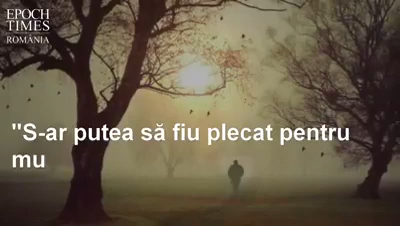 EPOCH
TIMES
ROMÂNIA
"S-ar putea să fiu plecat pentru
mu